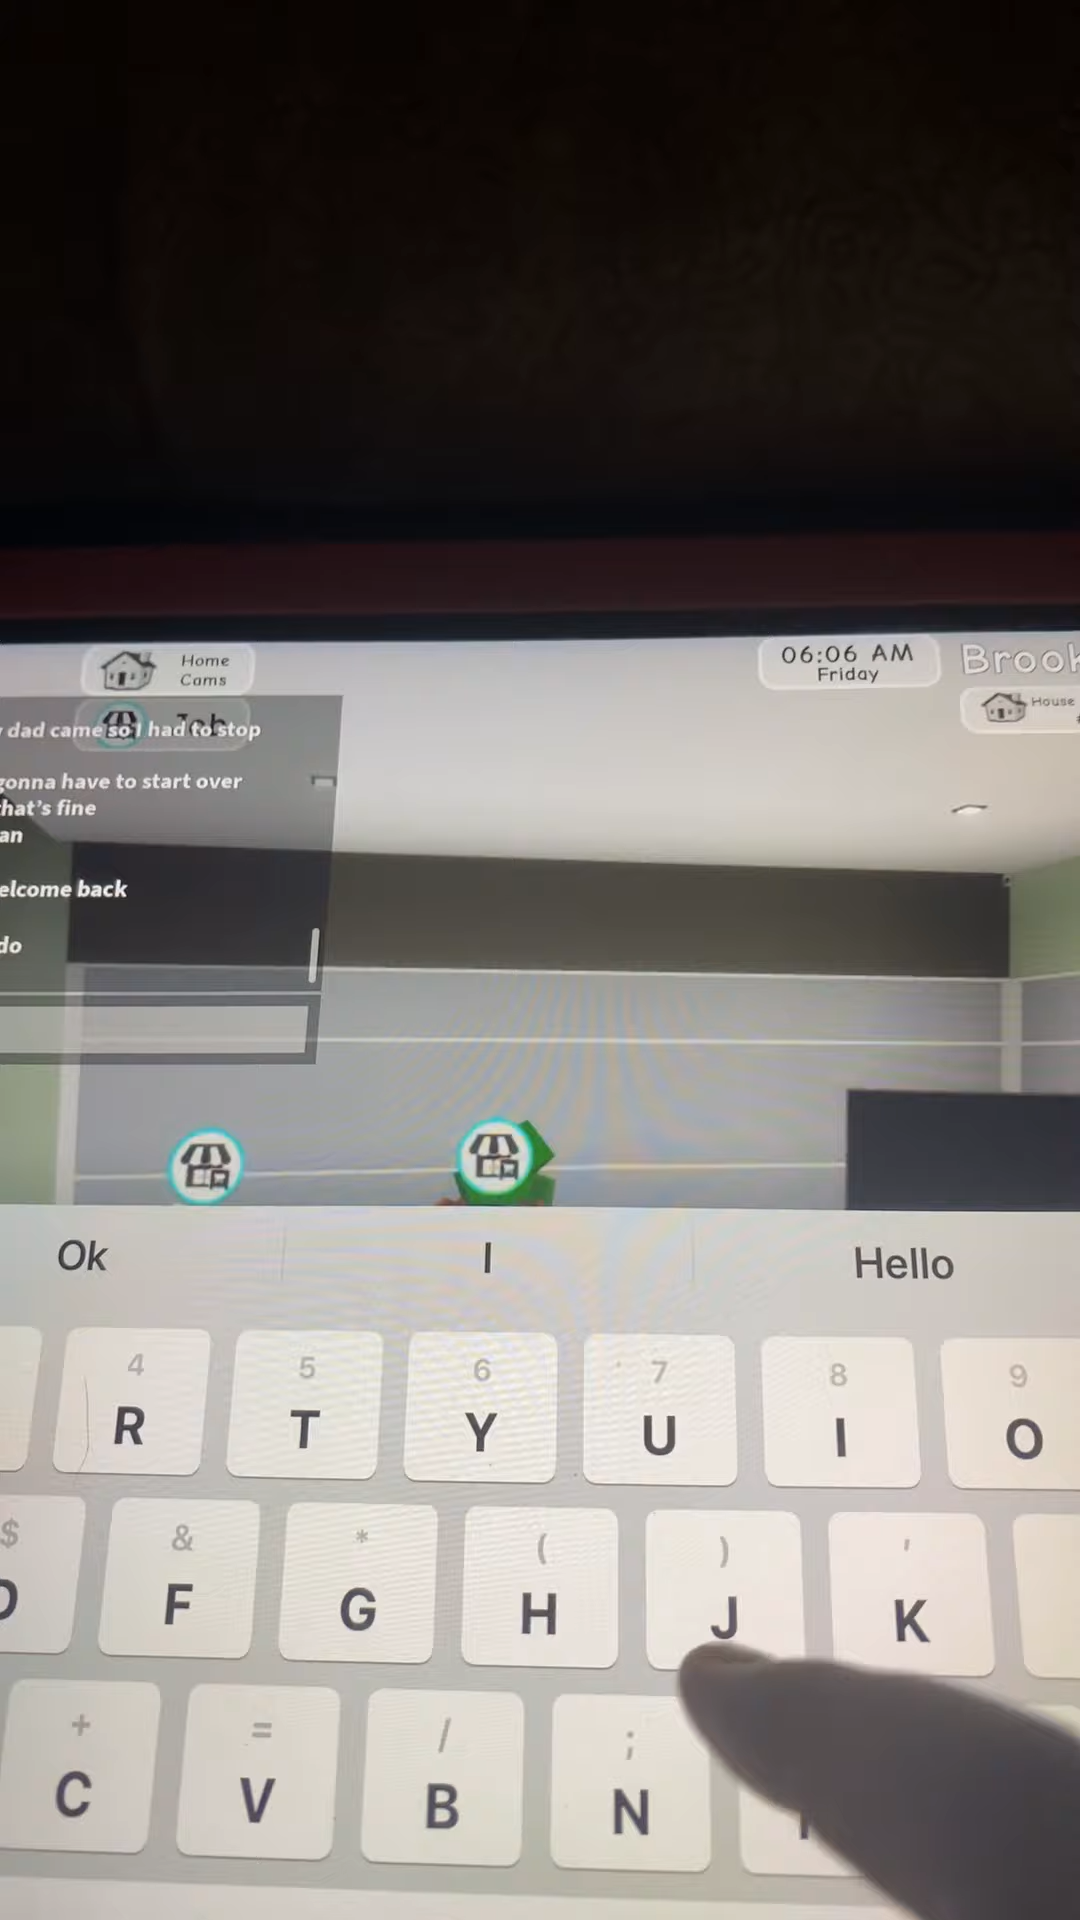 Home
Cams
06:06 AM
Friday
Brook
House
Job
dad came so I had to stop
gonna have to start over
hat's fine
an
elcome back
do
Ok
I
Hello
4
5
6
7
8
9
R
T
Y
U
I
O
$
&
*
(
)
'
D
F
G
H
J
K
+
=
/
;
C
V
B
N